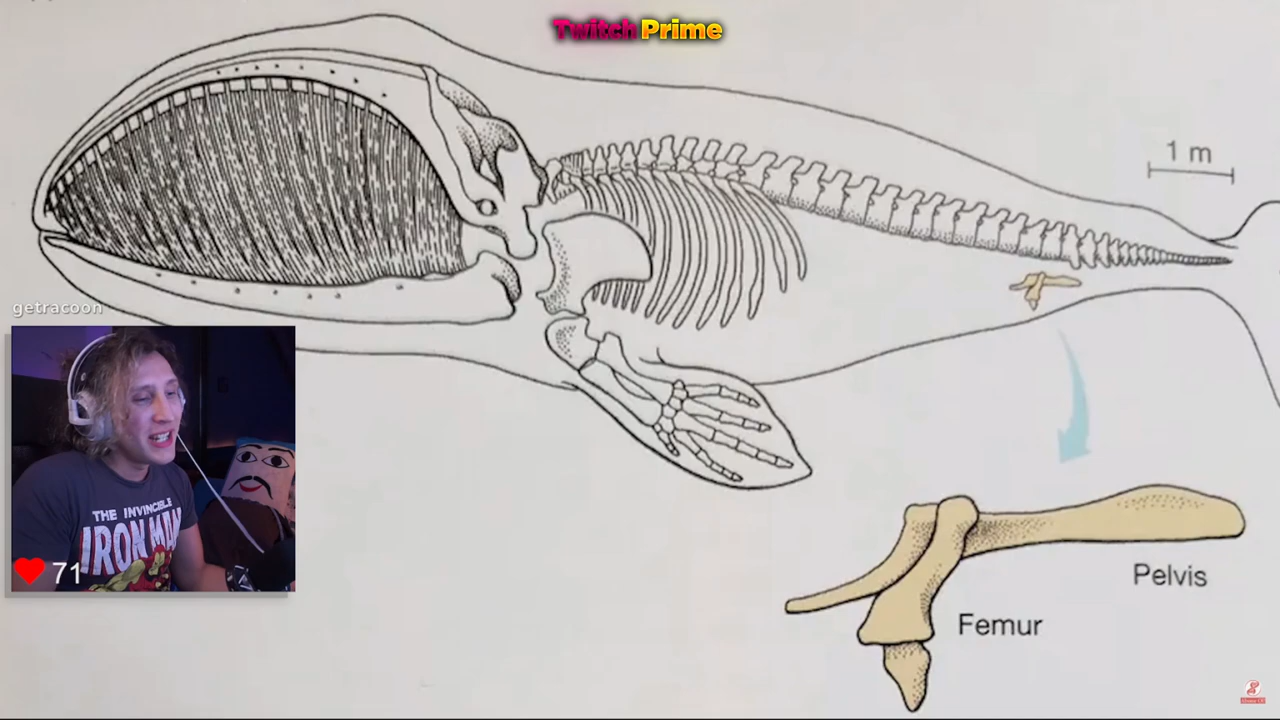 Twitch Prime
1 m
getracoon
THE INVINCIBLE
IRON MAN
71
Pelvis
Femur